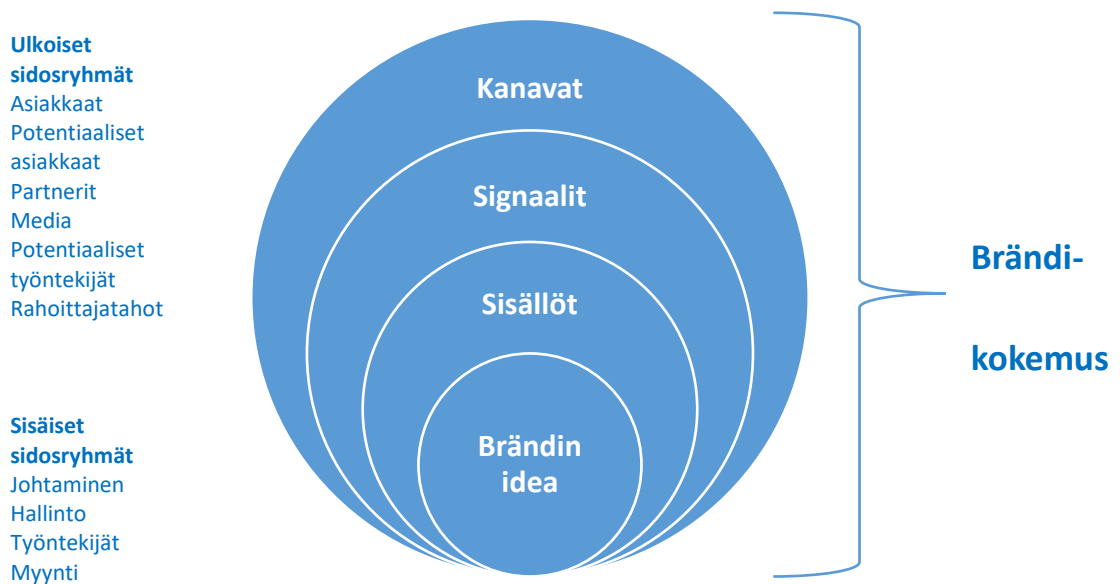 Ulkoiset
sidosryhmät
Asiakkaat
Potentiaaliset
asiakkaat
Partnerit
Media
Potentiaaliset
työntekijät
Rahoittajatahot
Sisäiset
sidosryhmät
Johtaminen
Hallinto
Työntekijät
Myynti
Kanavat
Signaalit
Sisällöt
Brändin
idea
Brändi-
kokemus